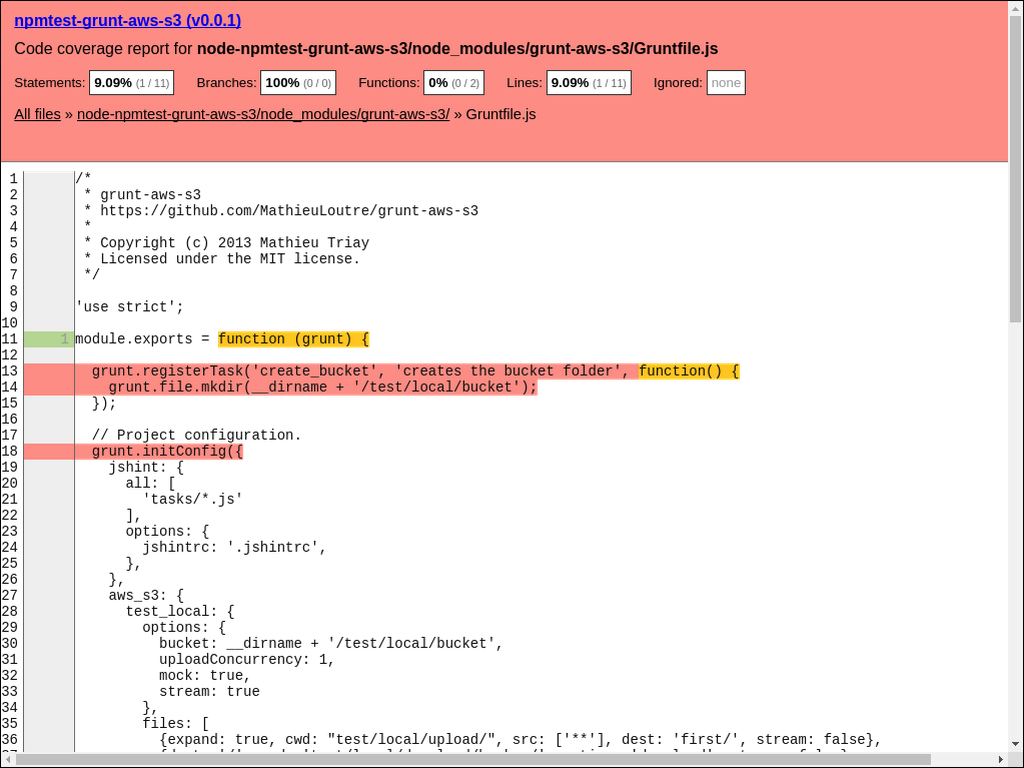 npmtest-grunt-aws-s3 (v0.0.1)
Code coverage report for node-npmtest-grunt-aws-s3/node_modules/grunt-aws-s3/Gruntfile.js
Statements: 9.09% (1 / 11) Branches: 100% (0 / 0) Functions: 0% (0 / 2) Lines: 9.09% (1 / 11) Ignored: none
All files » node-npmtest-grunt-aws-s3/node_modules/grunt-aws-s3/ » Gruntfile.js
1 /*
2  * grunt-aws-s3
3  * https://github.com/MathieuLoutre/grunt-aws-s3
4  *
5  * Copyright (c) 2013 Mathieu Triay
6  * Licensed under the MIT license.
7  */
8
9 'use strict';
10
11 1 module.exports = function (grunt) {
12
13   grunt.registerTask('create_bucket', 'creates the bucket folder', function() {
14     grunt.file.mkdir(__dirname + '/test/local/bucket');
15   });
16
17   // Project configuration.
18   grunt.initConfig({
19     jshint: {
20       all: [
21         'tasks/*.js'
22       ],
23       options: {
24         jshintrc: '.jshintrc',
25       },
26     },
27     aws_s3: {
28       test_local: {
29         options: {
30           bucket: __dirname + '/test/local/bucket',
31           uploadConcurrency: 1,
32           mock: true,
33           stream: true
34         },
35         files: [
36           {expand: true, cwd: "test/local/upload/", src: ['**'], dest: 'first/', stream: false},